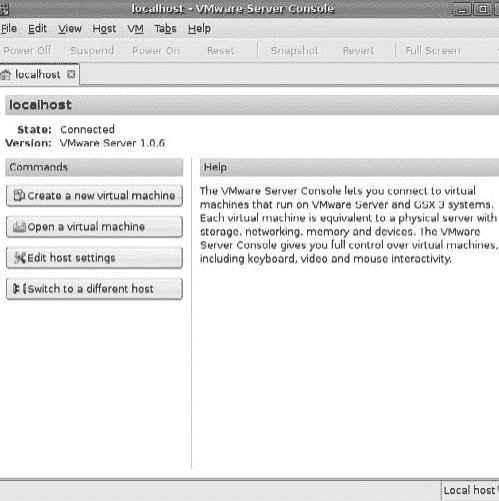 localhost - VMware Server Console
File Edit View Host VM Tabs Help
Power Off Suspend Power On Reset Snapshot Revert Full Screen
localhost
localhost
State: Connected
Version: VMware Server 1.0.6
Commands
Create a new virtual machine
Open a virtual machine
Edit host settings
Switch to a different host
Help
The VMware Server Console lets you connect to virtual
machines that run on VMware Server and GSX 3 systems.
Each virtual machine is equivalent to a physical server with
storage, networking, memory and devices. The VMware
Server Console gives you full control over virtual machines,
including keyboard, video and mouse interactivity.
Local host